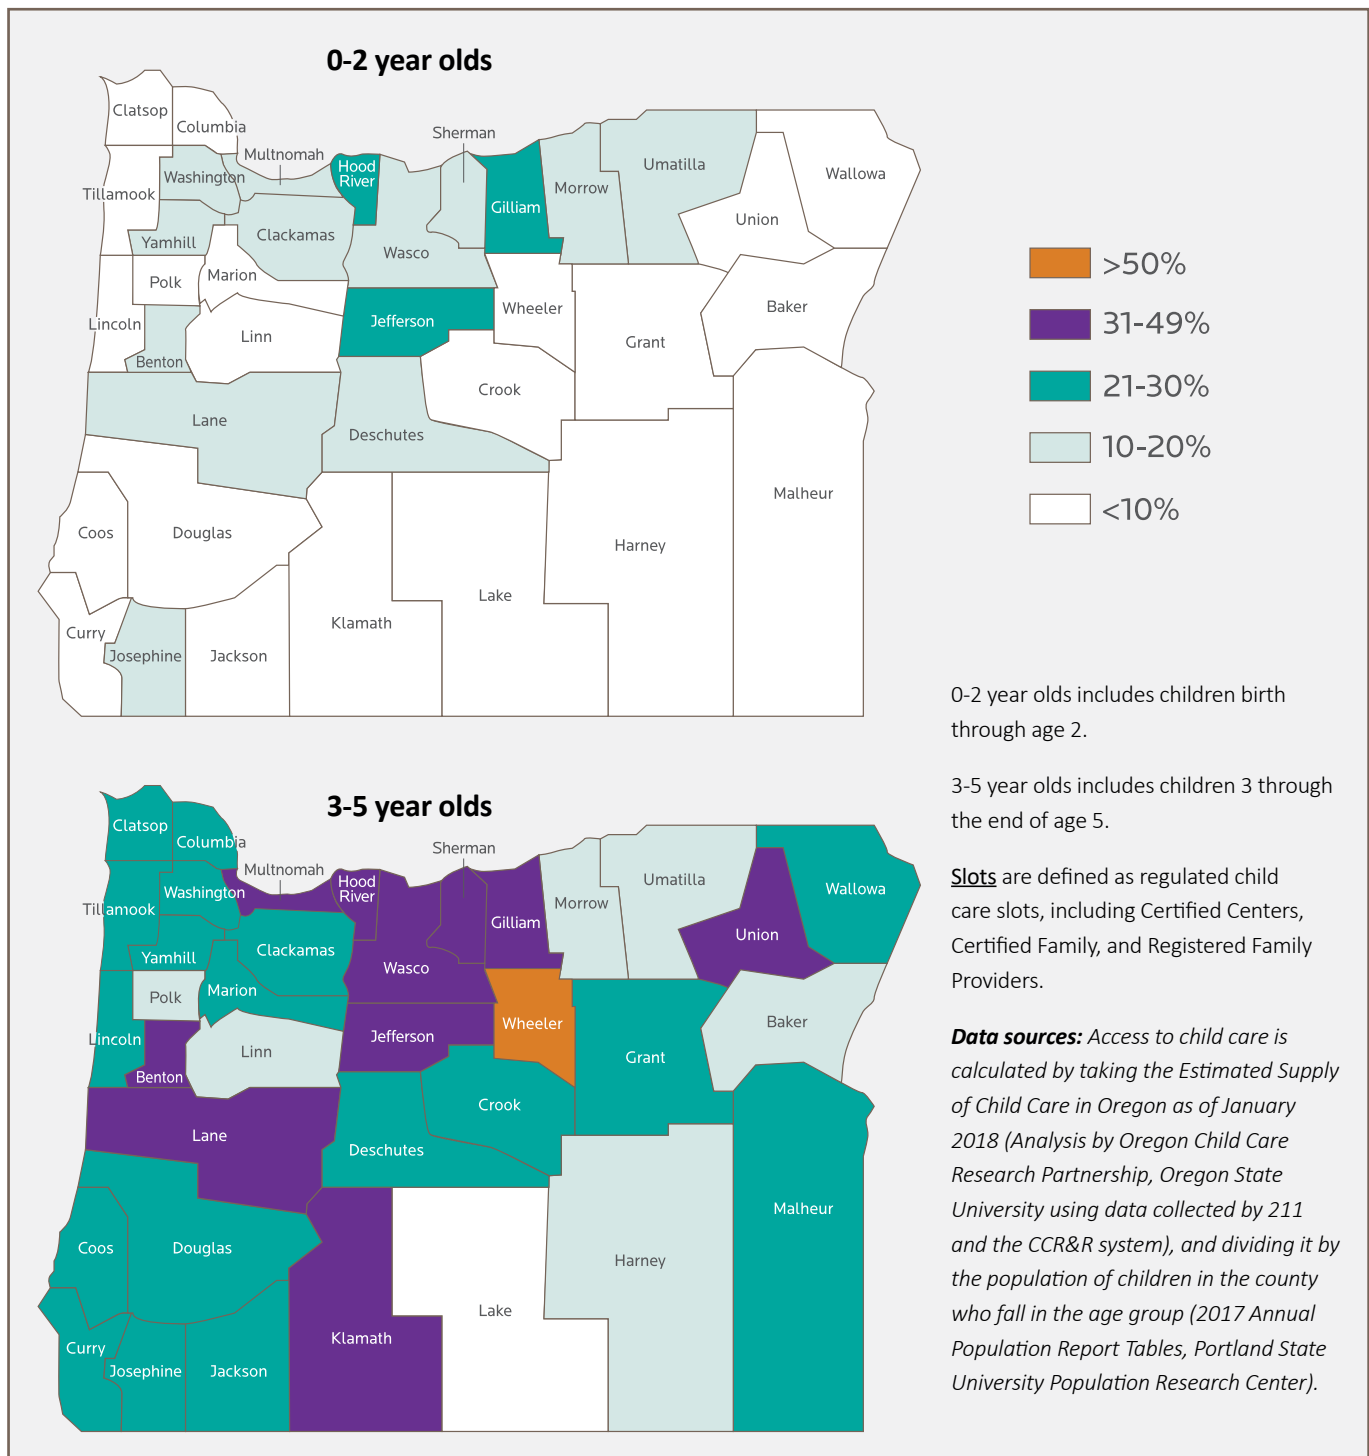 0-2 year olds
Clatsop
Columbia
Sherman
Multnomah
Hood
River
Umatilla
Washington
Wallowa
Morrow
Tillamook
Gilliam
Union
Clackamas
Yamhill
Wasco
Marion
Polk
Baker
Wheeler
Lincoln
Jefferson
Linn
Grant
Benton
Crook
Lane
Deschutes
Malheur
Coos
Douglas
Harney
Lake
Klamath
Curry
Josephine
Jackson
>50%
31-49%
21-30%
10-20%
<10%
0-2 year olds includes children birth
through age 2.
3-5 year olds includes children 3 through
the end of age 5.
Slots are defined as regulated child
care slots, including Certified Centers,
Certified Family, and Registered Family
Providers.
Data sources: Access to child care is
calculated by taking the Estimated Supply
of Child Care in Oregon as of January
2018 (Analysis by Oregon Child Care
Research Partnership, Oregon State
University using data collected by 211
and the CCR&R system), and dividing it by
the population of children in the county
who fall in the age group (2017 Annual
Population Report Tables, Portland State
University Population Research Center).
3-5 year olds
Clatsop
Columbia
Sherman
Multnomah
Hood
River
Umatilla
Washington
Wallowa
Morrow
Tillamook
Gilliam
Union
Clackamas
Yamhill
Wasco
Marion
Polk
Baker
Wheeler
Lincoln
Jefferson
Linn
Grant
Benton
Crook
Lane
Deschutes
Malheur
Coos
Douglas
Harney
Lake
Klamath
Curry
Josephine
Jackson